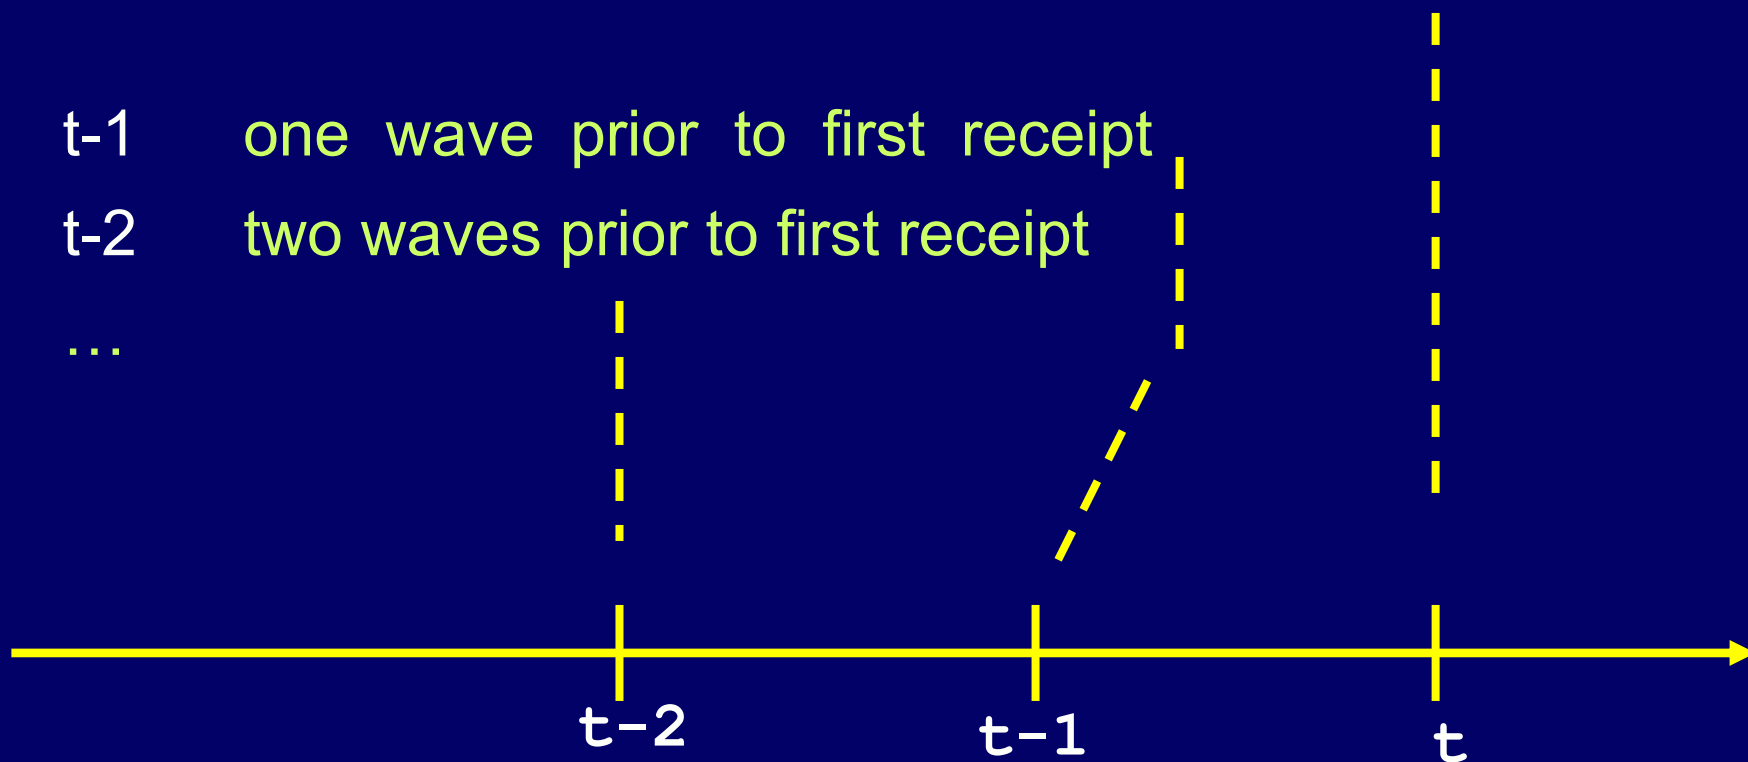 t-1 one wave prior to first receipt
t-2 two waves prior to first receipt
…
t-2 t-1 t